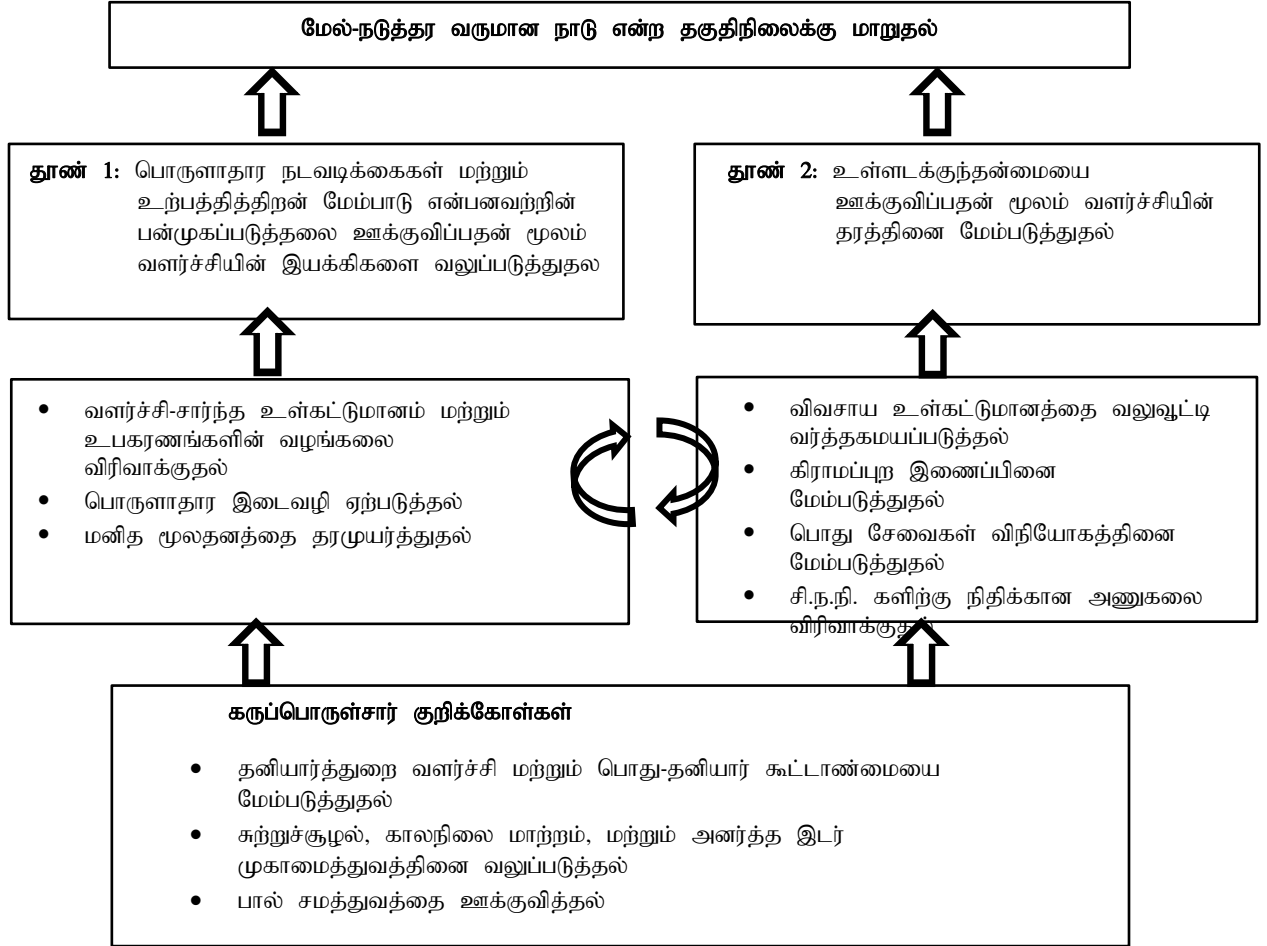 மேல்-நடுத்தர வருமான நாடு என்ற தகுதிநிலைக்கு மாறுதல்
தூண் 1: பொருளாதார நடவடிக்கைகள் மற்றும்
உற்பத்தித்திறன் மேம்பாடு என்பனவற்றின்
பன்முகப்படுத்தலை ஊக்குவிப்பதன் மூலம்
வளர்ச்சியின் இயக்கிகளை வலுப்படுத்துதல
தூண் 2: உள்ளடக்குந்தன்மையை
ஊக்குவிப்பதன் மூலம் வளர்ச்சியின்
தரத்தினை மேம்படுத்துதல்
• வளர்ச்சி-சார்ந்த உள்கட்டுமானம் மற்றும்
உபகரணங்களின் வழங்கலை
விரிவாக்குதல்
• பொருளாதார இடைவழி ஏற்படுத்தல்
• மனித மூலதனத்தை தரமுயர்த்துதல்
• விவசாய உள்கட்டுமானத்தை வலுவூட்டி
வர்த்தகமயப்படுத்தல்
• கிராமப்புற இணைப்பினை
மேம்படுத்துதல்
• பொது சேவைகள் விநியோகத்தினை
மேம்படுத்துதல்
• சி.ந.நி. களிற்கு நிதிக்கான அணுகலை
விரிவாக்குதல்
கருப்பொருள்சார் குறிக்கோள்கள்
• தனியார்த்துறை வளர்ச்சி மற்றும் பொது-தனியார் கூட்டாண்மையை
மேம்படுத்துதல்
• சுற்றுச்சூழல், காலநிலை மாற்றம், மற்றும் அனர்த்த இடர்
முகாமைத்துவத்தினை வலுப்படுத்தல்
• பால் சமத்துவத்தை ஊக்குவித்தல்